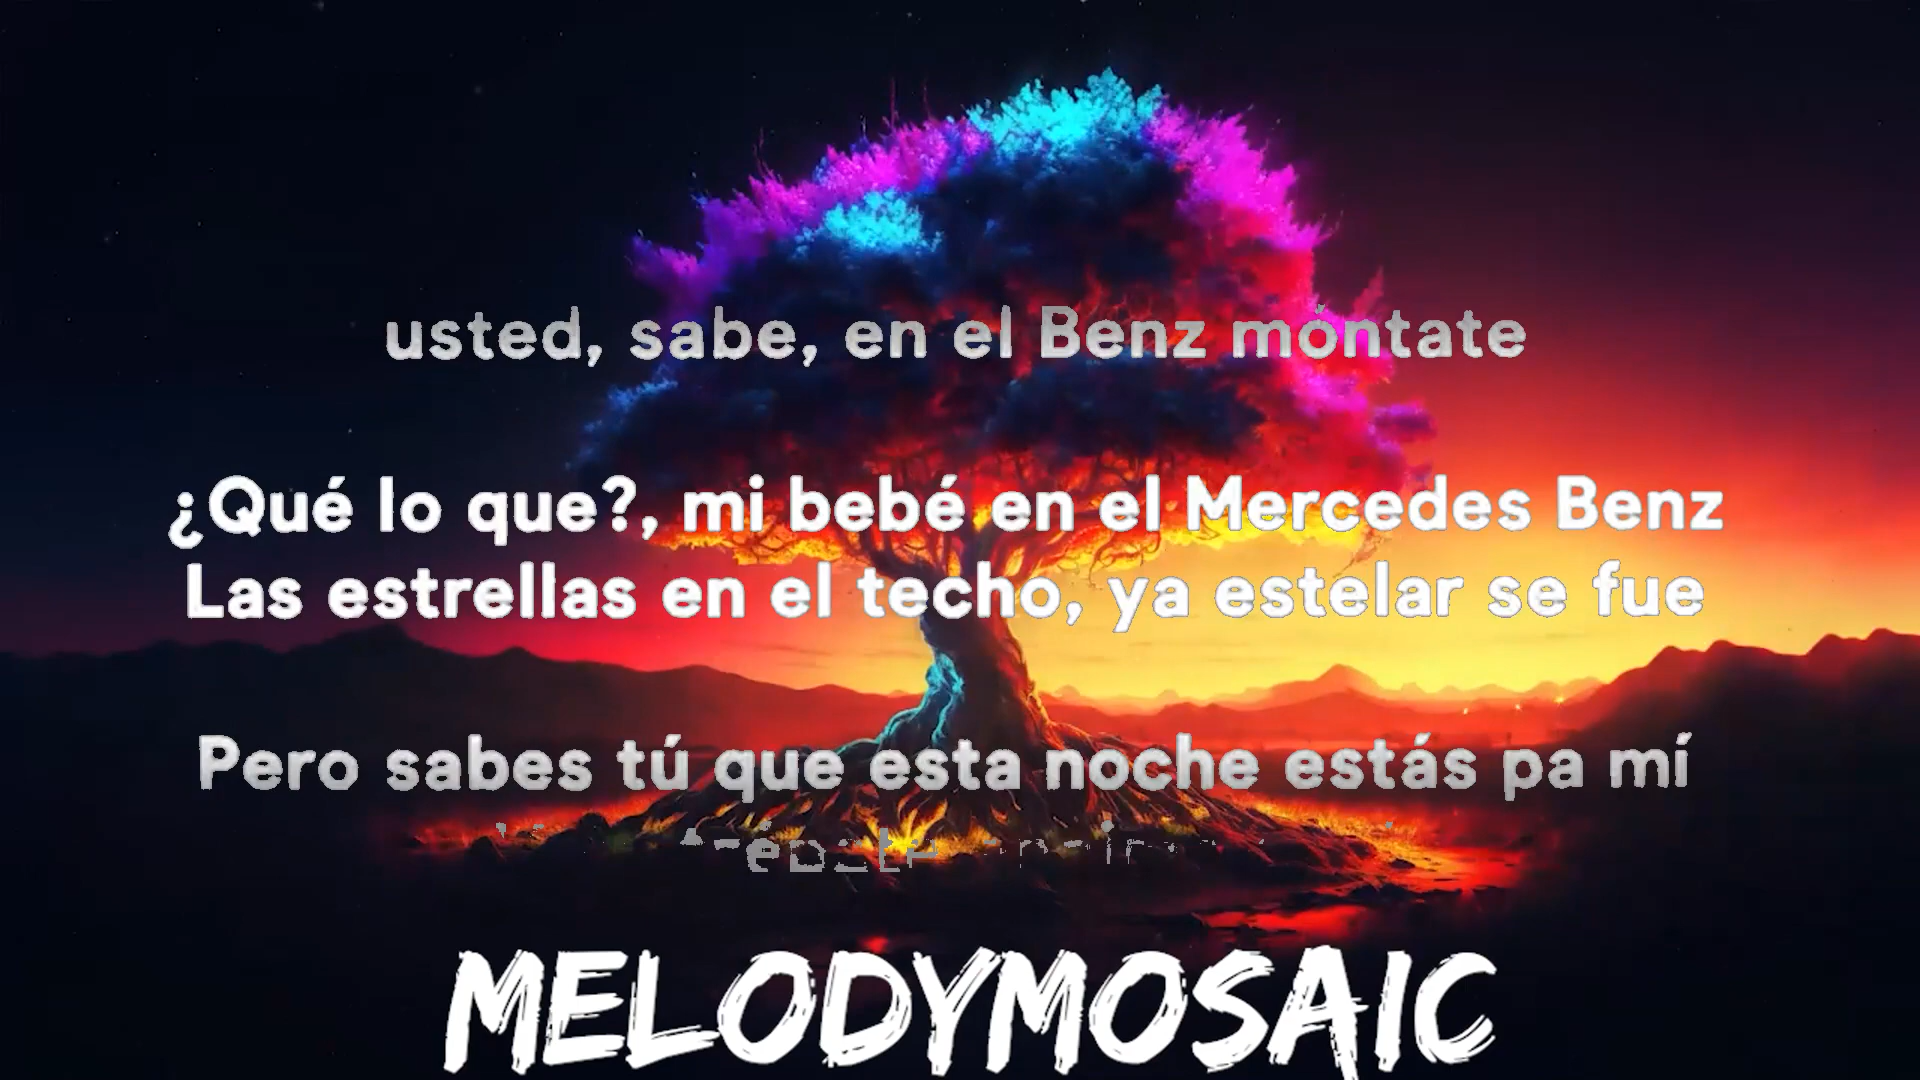 usted, sabe, en el Benz móntate
¿Qué lo que?, mi bebé en el Mercedes Benz
Las estrellas en el techo, ya estelar se fue
Pero sabes tú que esta noche estás pa mí
MELODYMOSAIC